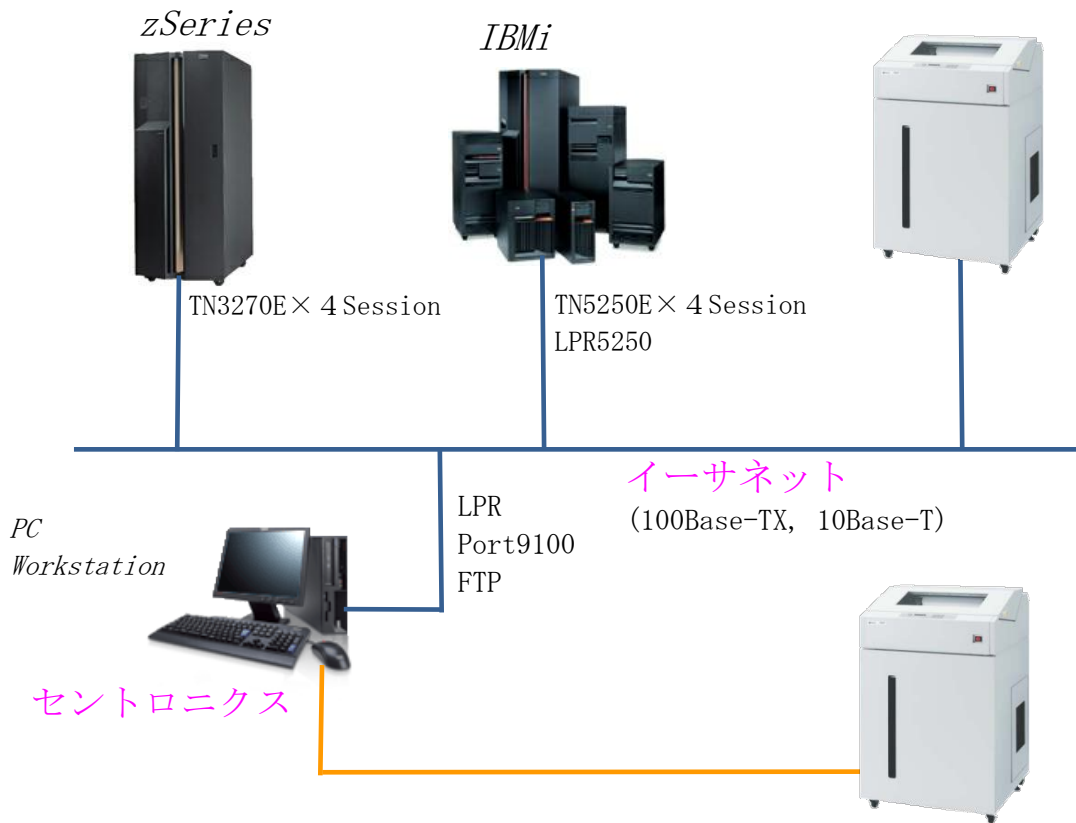 zSeries
IBMi
TN3270E×４Session
TN5250E×４Session
LPR5250
イーサネット
(100Base-TX, 10Base-T)
LPR
Port9100
FTP
PC
Workstation
セントロニクス